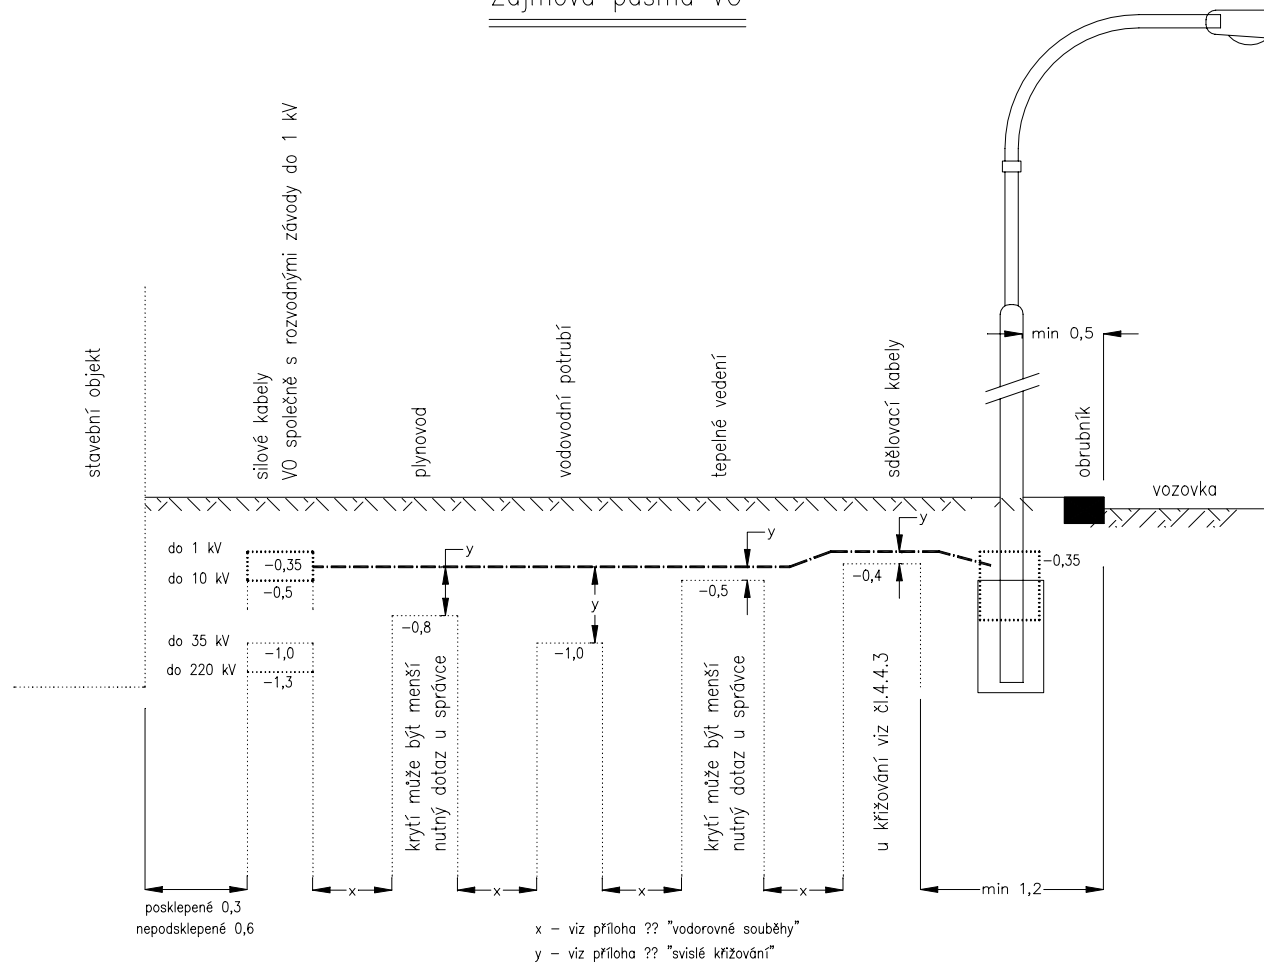 Zájmová pásma VO
stavební objekt
silové kabely
VO společně s rozvodnými závody do 1 kV
plynovod
vodovodní potrubí
tepelné vedení
sdělovací kabely
min 0,5
obrubník
vozovka
do 1 kV
-0,35
do 10 kV
-0,5
do 35 kV
-1,0
do 220 kV
-1,3
y
-0,8
y
-1,0
y
-0,5
y
-0,4
-0,35
krytí může být menší
nutný dotaz u správce
krytí může být menší
nutný dotaz u správce
u křižování viz čl.4.4.3
x
x
x
x
min 1,2
posklepené 0,3
nepodsklepené 0,6
x – viz příloha ?? "vodorovné souběhy"
y – viz příloha ?? "svislé křižování"